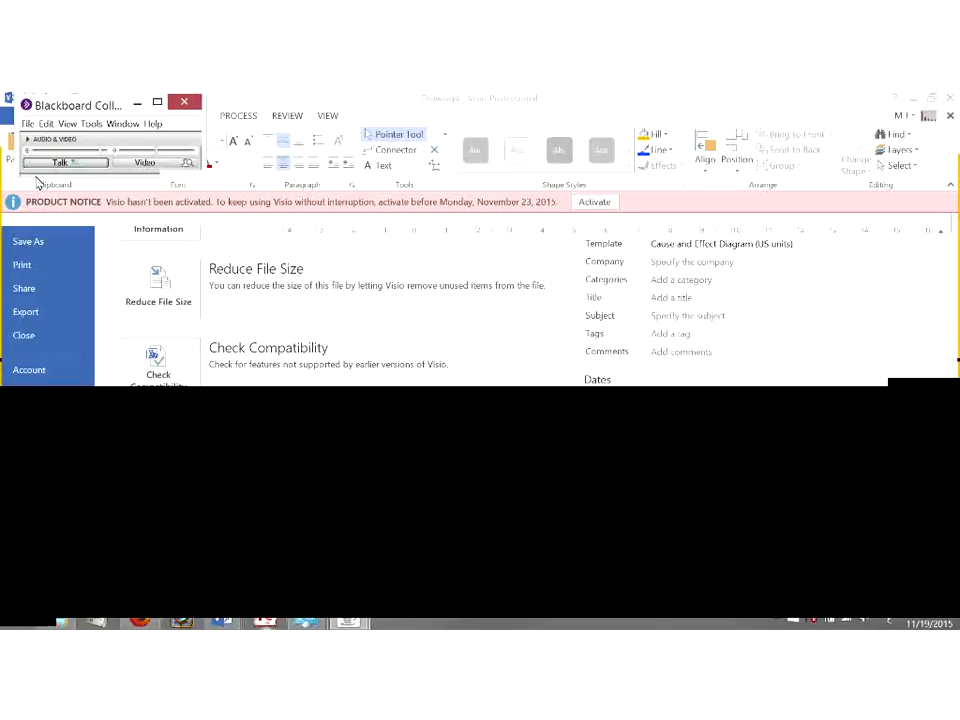 Blackboard Coll...
File Edit View Tools Window Help
AUDIO & VIDEO
Talk Video
PROCESS REVIEW VIEW
Pointer Tool
Connector
Text
Fill
Line
Effects
Align Position
Bring to Front
Send to Back
Group
Change Shape
Find
Layers
Select
Font Paragraph Tools Shape Styles Arrange Editing
PRODUCT NOTICE Visio hasn't been activated. To keep using Visio without interruption, activate before Monday, November 23, 2015. Activate
Save As
Print
Share
Export
Close
Account
Information
Reduce File Size
Reduce File Size
You can reduce the size of this file by letting Visio remove unused items from the file.
Check Compatibility
Check for features not supported by earlier versions of Visio.
Check
Template Cause and Effect Diagram (US units)
Company Specify the company
Categories Add a category
Title Add a title
Subject Specify the subject
Tags Add a tag
Comments Add comments
Dates
11/19/2015